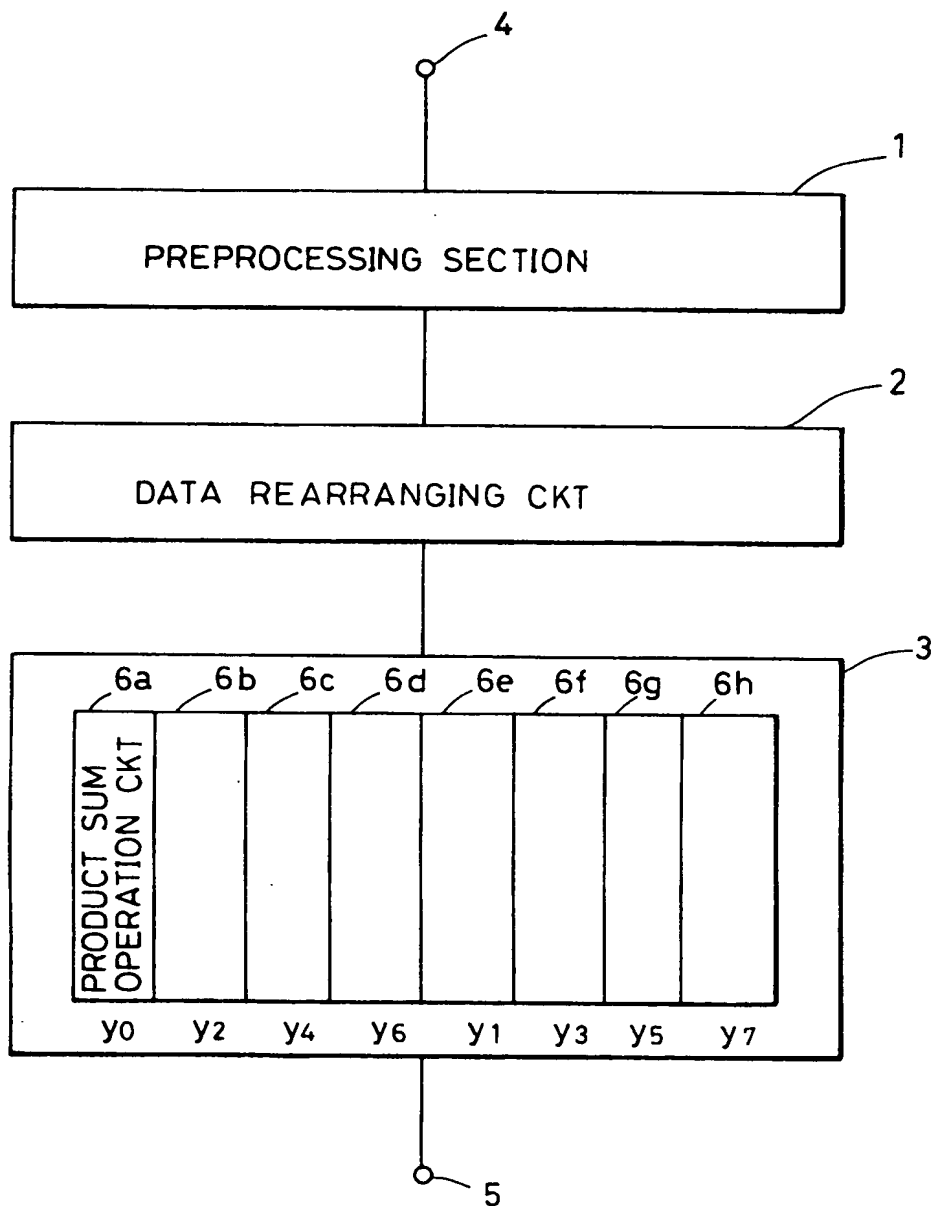 4
1
PREPROCESSING SECTION
2
DATA REARRANGING CKT
3
6a 6b 6c 6d 6e 6f 6g 6h
PRODUCT SUM
OPERATION CKT
y0 y2 y4 y6 y1 y3 y5 y7
5